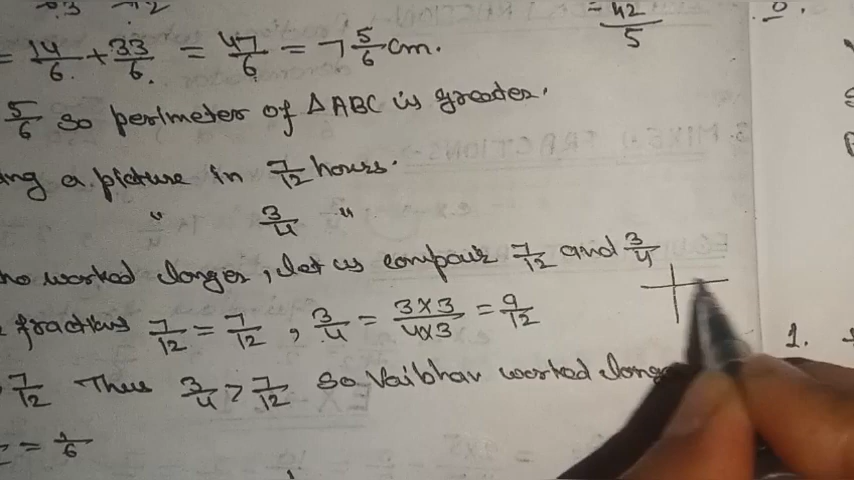 = 14/6 + 33/6 = 47/6 = 7 5/6 cm.
= 42/5
5/6 so perimeter of △ABC is greater.
ing a picture in 7/12 hours.
" 3/4 "
ho worked longer, let us compair 7/12 and 3/4
fractions 7/12 = 7/12, 3/4 = 3×3/4×3 = 9/12
1.
7/12 Thus 3/4 > 7/12 so Vaibhav worked longe
= 1/6